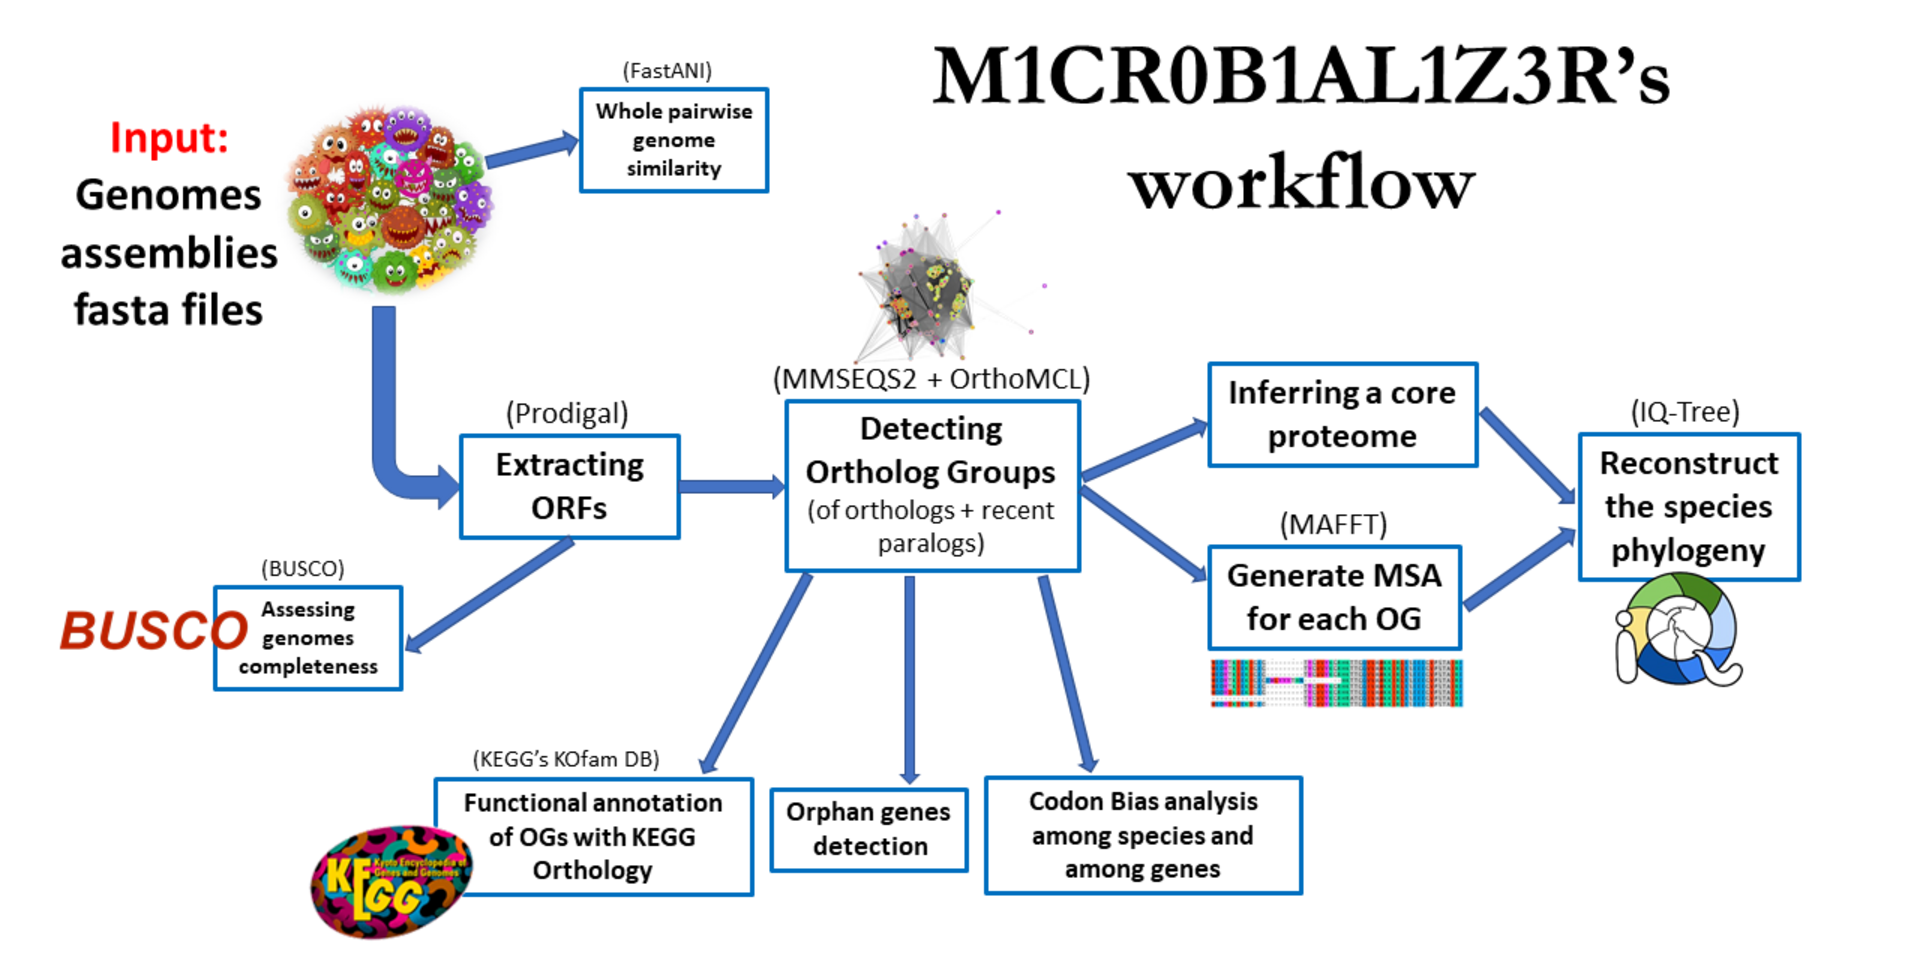 M1CR0B1AL1Z3R’s
workflow
Input:
Genomes
assemblies
fasta files
(FastANI)
Whole pairwise
genome
similarity
(Prodigal)
Extracting
ORFs
(BUSCO)
BUSCO
Assessing
genomes
completeness
(MMSEQS2 + OrthoMCL)
Detecting
Ortholog Groups
(of orthologs + recent
paralogs)
Inferring a core
proteome
(MAFFT)
Generate MSA
for each OG
(IQ-Tree)
Reconstruct
the species
phylogeny
(KEGG’s KOfam DB)
Functional annotation
of OGs with KEGG
Orthology
KEGG
Kyoto Encyclopedia of
Genes and Genomes
Orphan genes
detection
Codon Bias analysis
among species and
among genes